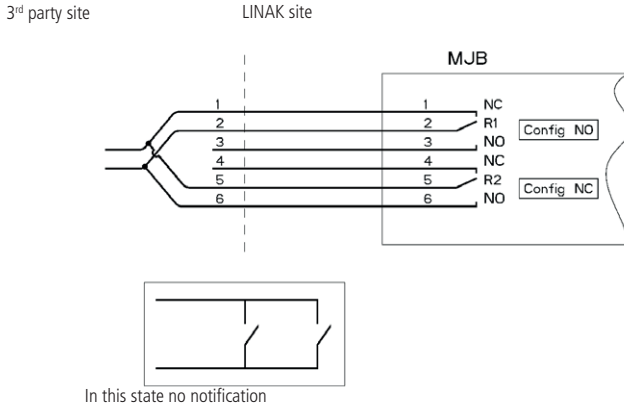 3rd party site
LINAK site
MJB
1 1 NC
2 2 R1
Config NO
3 3 NO
4 4 NC
5 5 R2
Config NC
6 6 NO
In this state no notification